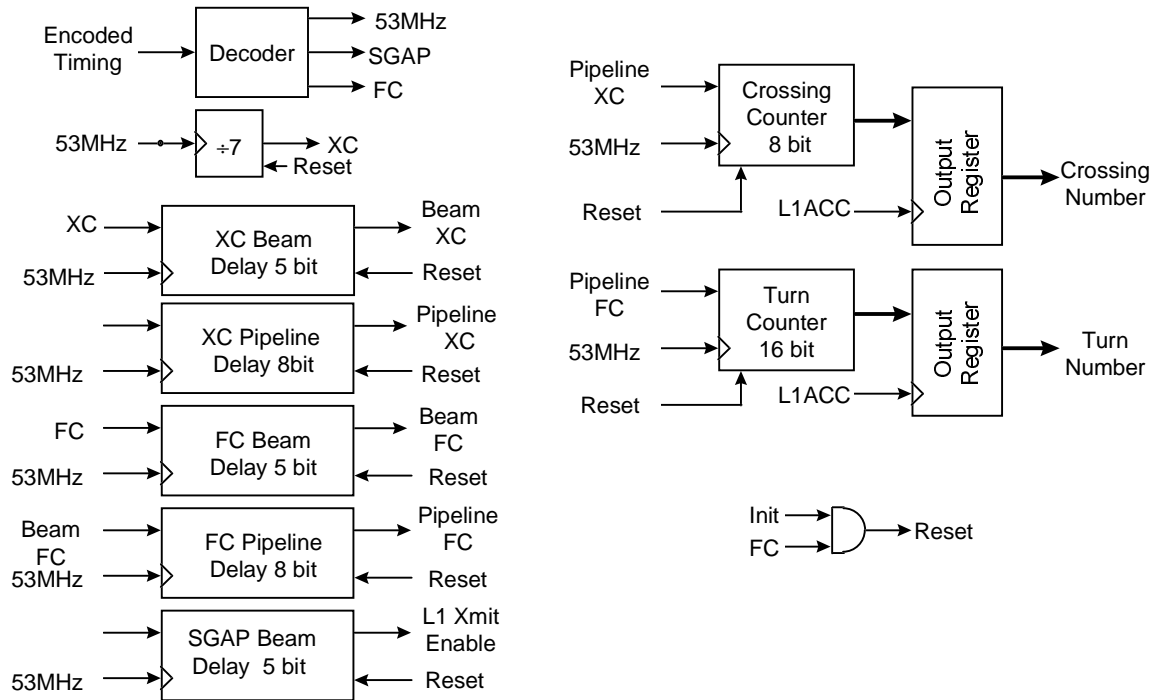 Encoded
Timing
Decoder
53MHz
SGAP
FC
53MHz
÷7
XC
Reset
XC
53MHz
XC Beam
Delay 5 bit
Beam
XC
Reset
53MHz
XC Pipeline
Delay 8bit
Pipeline
XC
Reset
FC
53MHz
FC Beam
Delay 5 bit
Beam
FC
Reset
Beam
FC
53MHz
FC Pipeline
Delay 8 bit
Pipeline
FC
Reset
53MHz
SGAP Beam
Delay 5 bit
L1 Xmit
Enable
Reset
Pipeline
XC
53MHz
Reset
Crossing
Counter
8 bit
L1ACC
Output
Register
Crossing
Number
Pipeline
FC
53MHz
Reset
Turn
Counter
16 bit
L1ACC
Output
Register
Turn
Number
Init
FC
Reset